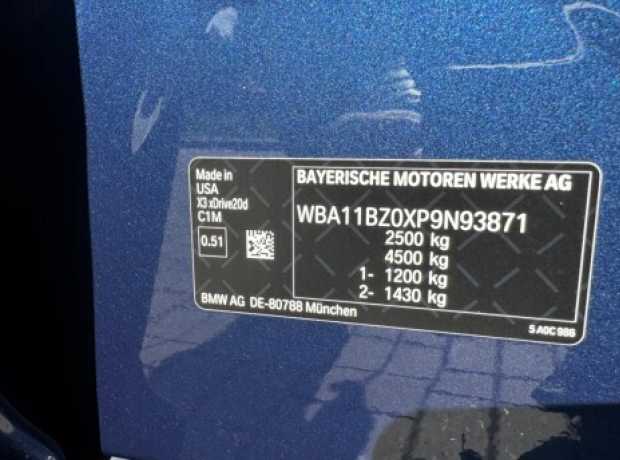 Made in
USA
X3 xDrive20d
C1M
0.51
BAYERISCHE MOTOREN WERKE AG
WBA11BZ0XP9N93871
2500 kg
4500 kg
1- 1200 kg
2- 1430 kg
BMW AG DE-80788 München
5 A0C 986